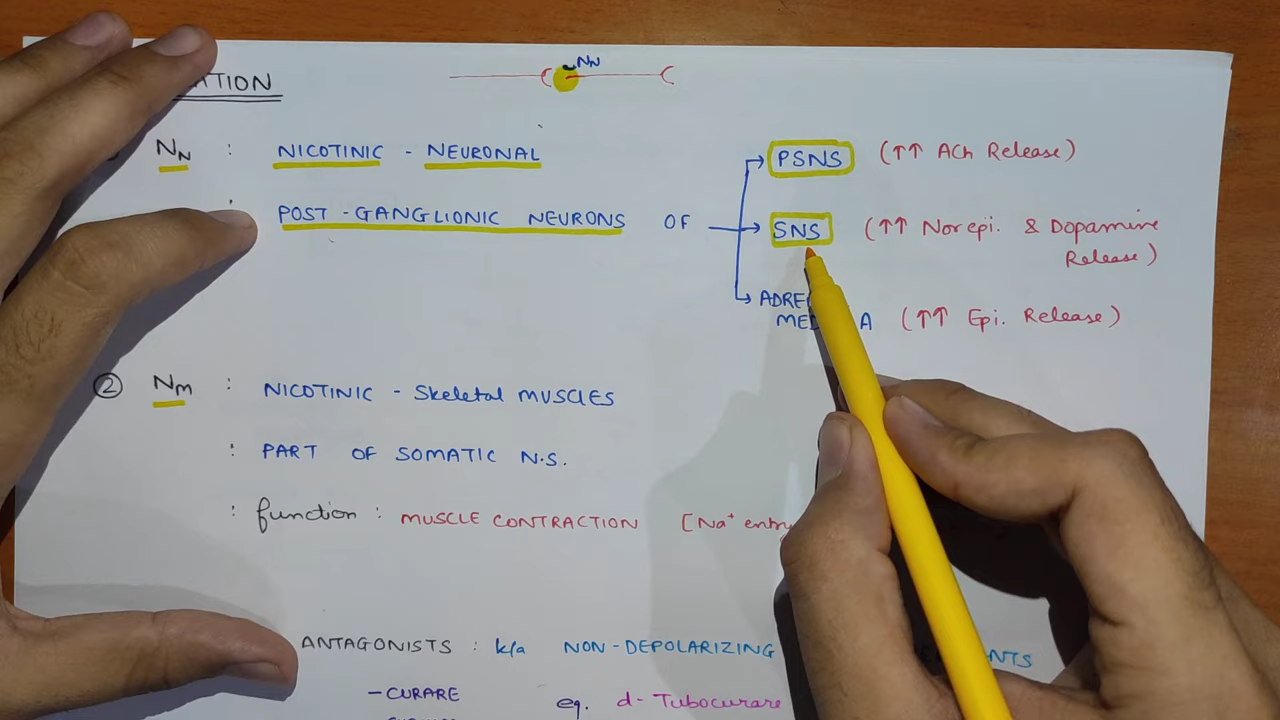 ATION
NN
NN : NICOTINIC - NEURONAL
PSNS (↑↑ ACh Release)
: POST - GANGLIONIC NEURONS OF
SNS (↑↑ Norepi. & Dopamine Release)
ADRE
MED A (↑↑ Epi. Release)
② Nm : NICOTINIC - Skeletal MUSCLES
: PART OF SOMATIC N.S.
: function : MUSCLE CONTRACTION [Na+ entry
ANTAGONISTS : k/a NON-DEPOLARIZING NTS
- CURARE eg. d-Tubocurare